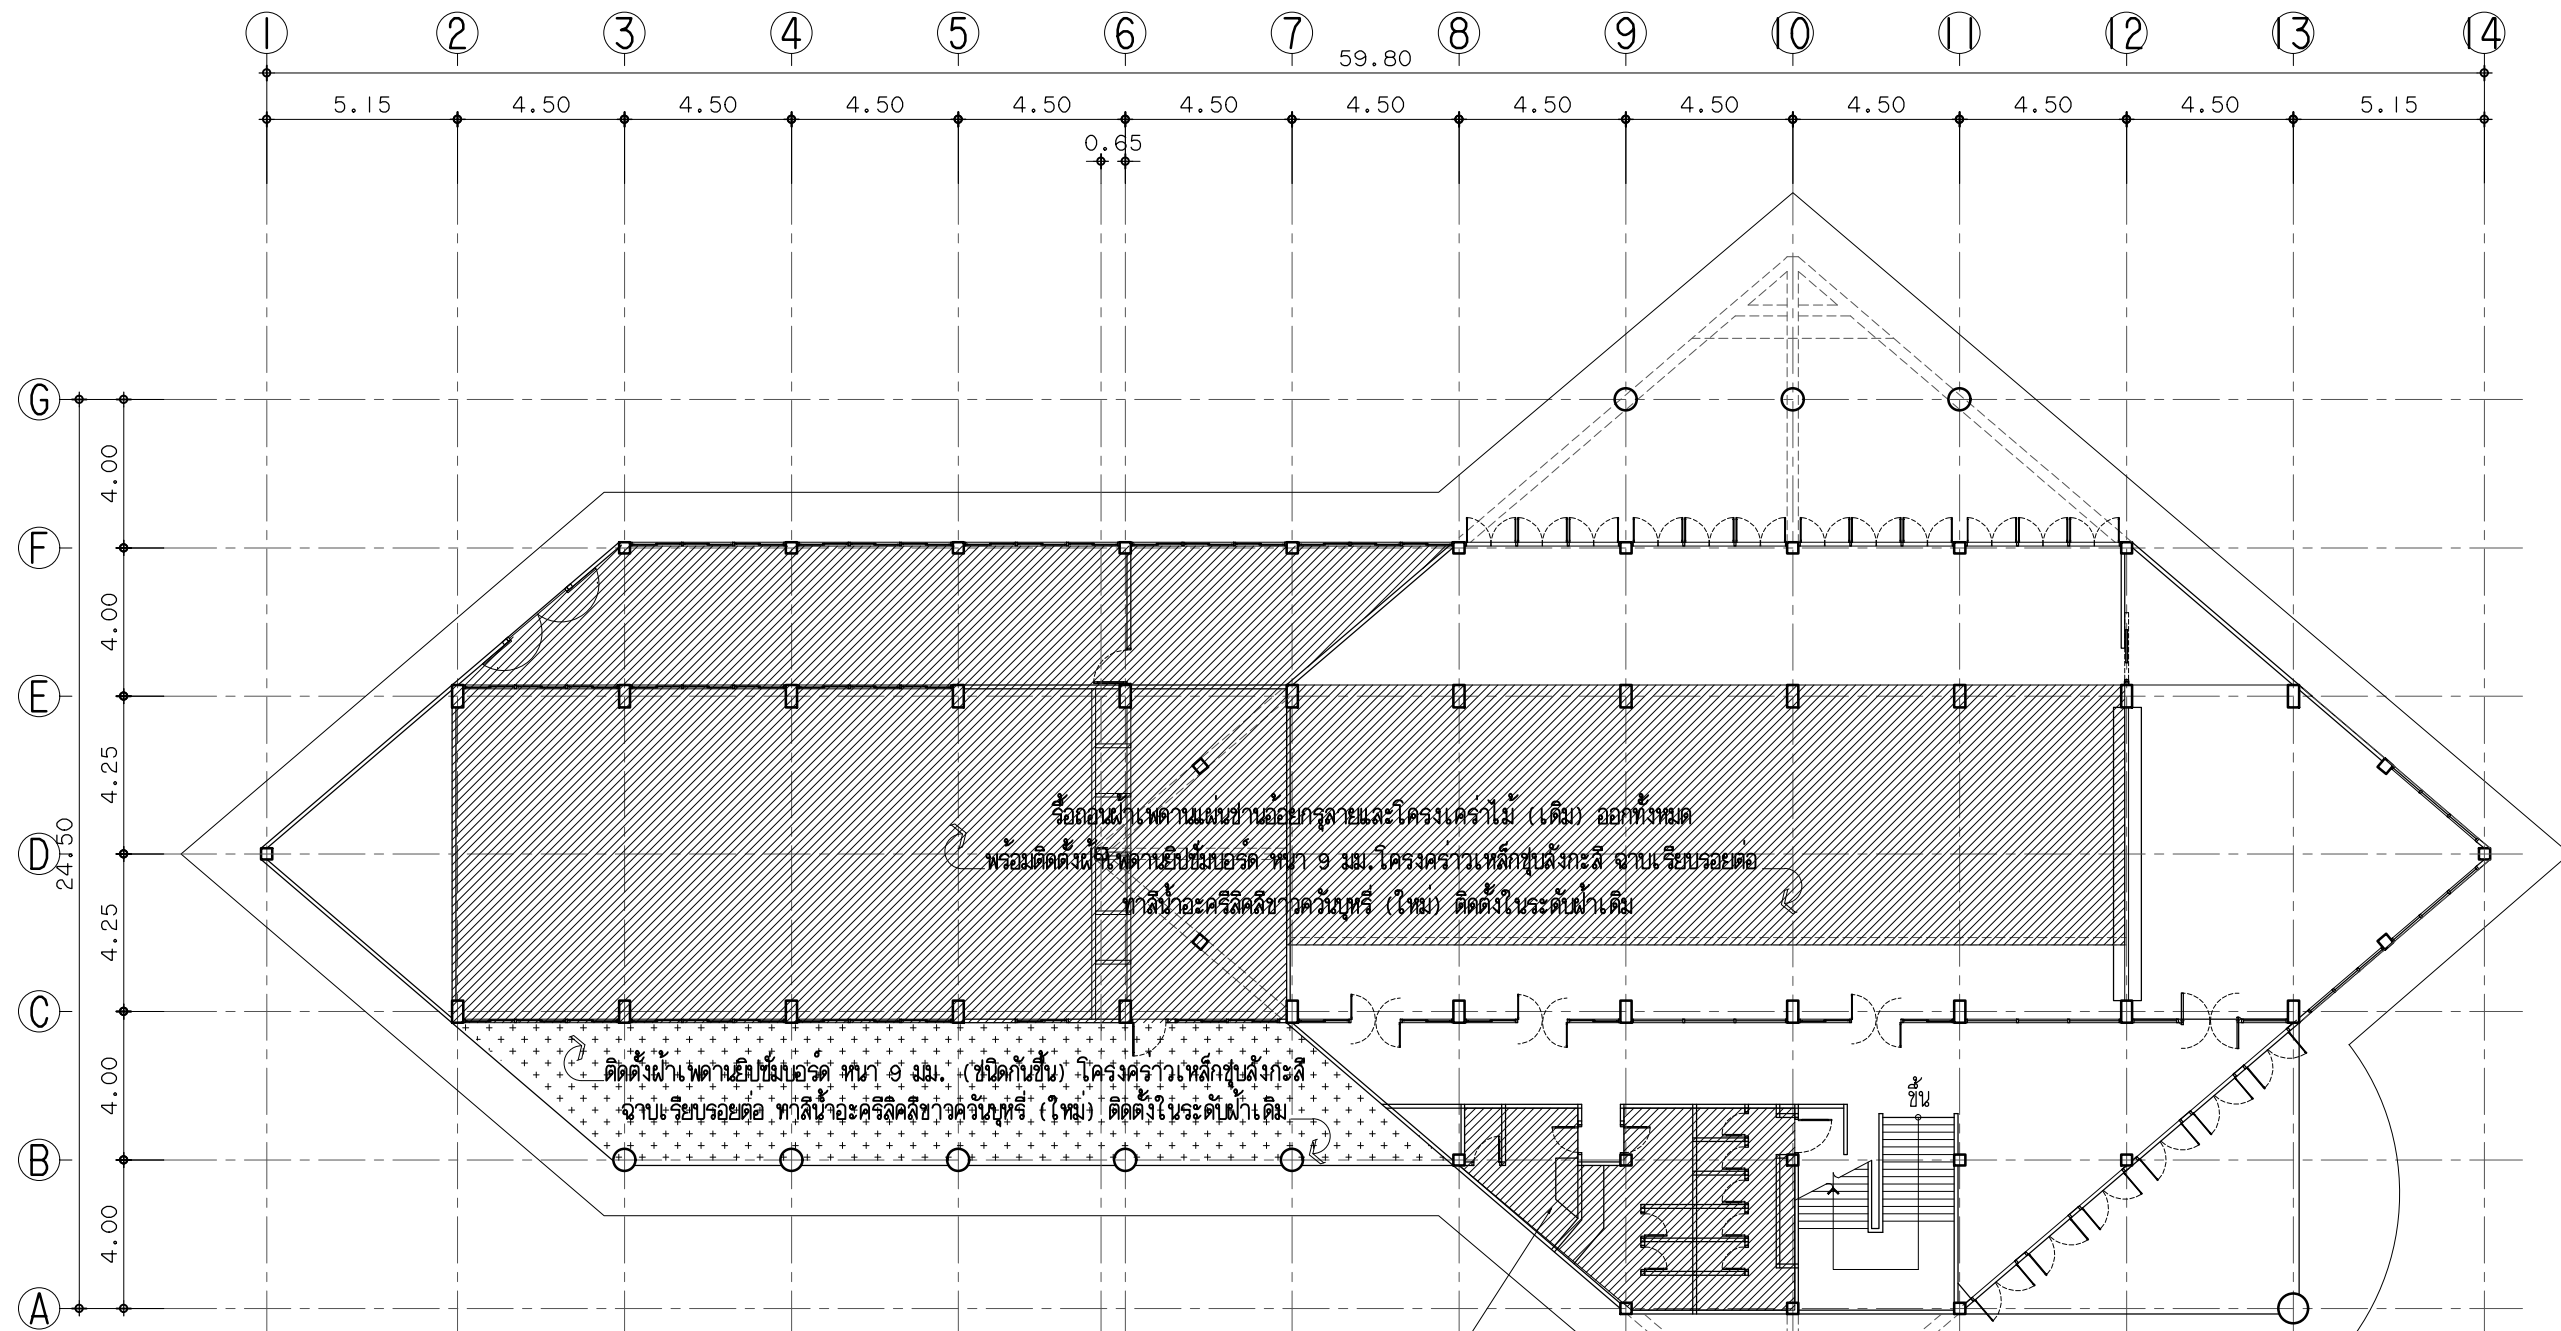 1 2 3 4 5 6 7 8 9 10 11 12 13 14
59.80
5.15 4.50 4.50 4.50 4.50 4.50 4.50 4.50 4.50 4.50 4.50 4.50 5.15
0.65
G
4.00
F
4.00
E
4.25
รื้อถอนฝ้าเพดานแผ่นชานอ้อยกรุลายและโครงเคร่าไม้ (เดิม) ออกทั้งหมด
D
24.50
พร้อมติดตั้งฝ้าเพดานยิปซั่มบอร์ด หนา 9 มม.โครงคร่าวเหล็กชุบสังกะสี ฉาบเรียบรอยต่อ
ทาสีน้ำอะครีลิคสีขาวควันบุหรี่ (ใหม่) ติดตั้งในระดับฝ้าเดิม
4.25
C
ติดตั้งฝ้าเพดานยิปซั่มบอร์ด หนา 9 มม. (ชนิดกันชื้น) โครงคร่าวเหล็กชุบสังกะสี
4.00
ขึ้น
ฉาบเรียบรอยต่อ ทาสีน้ำอะครีลิคสีขาวควันบุหรี่ (ใหม่) ติดตั้งในระดับฝ้าเดิม
B
4.00
A